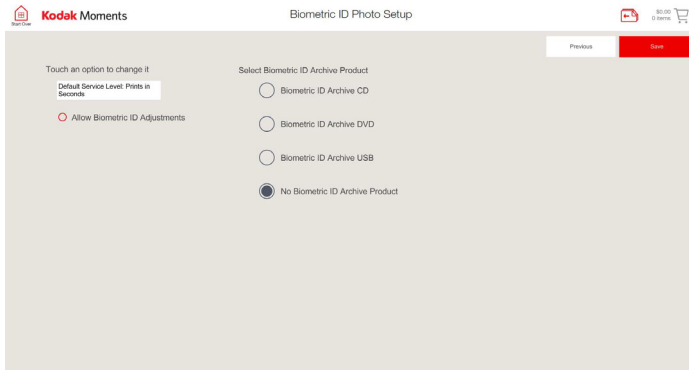 Start Over
Kodak Moments
Biometric ID Photo Setup
$0.00
0 items
Previous
Save
Touch an option to change it
Default Service Level: Prints in
Seconds
Allow Biometric ID Adjustments
Select Biometric ID Archive Product
Biometric ID Archive CD
Biometric ID Archive DVD
Biometric ID Archive USB
No Biometric ID Archive Product